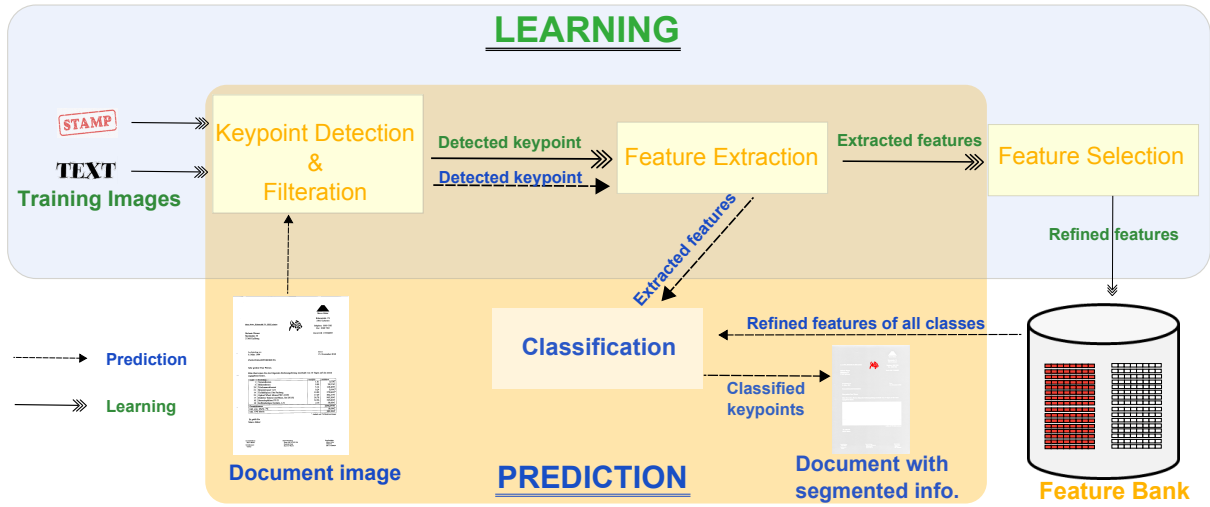 LEARNING
STAMP
TEXT
Training Images
Keypoint Detection
&
Filteration
Detected keypoint
Detected keypoint
Feature Extraction
Extracted features
Feature Selection
Refined features
Extracted features
Prediction
Learning
Document image
Classification
Refined features of all classes
Classified
keypoints
PREDICTION
Document with
segmented info.
Feature Bank